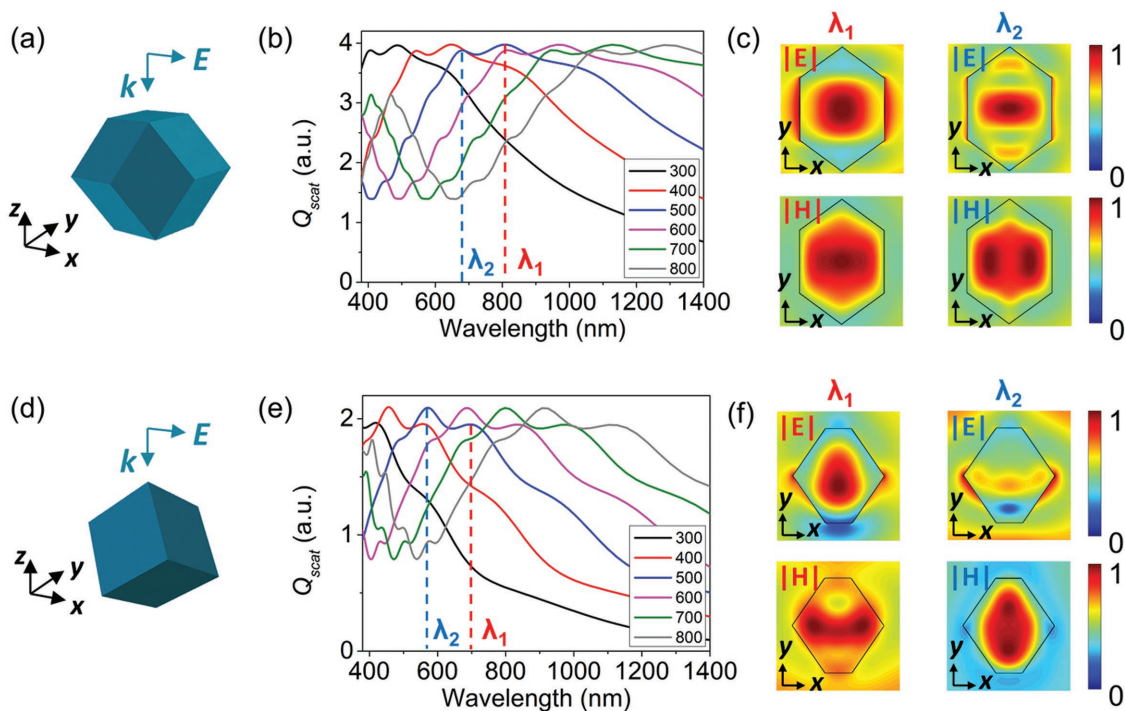 (a)
k
E
z
y
x
(b)
Q_scat (a.u.)
4
3
2
1
0
300
400
500
600
700
800
λ2
λ1
400 600 800 1000 1200 1400
Wavelength (nm)
(c)
λ1
λ2
|E|
y
x
|E|
y
x
1
0
|H|
y
x
|H|
y
x
1
0
(d)
k
E
z
y
x
(e)
Q_scat (a.u.)
2
1
0
300
400
500
600
700
800
λ2
λ1
400 600 800 1000 1200 1400
Wavelength (nm)
(f)
λ1
λ2
|E|
y
x
|E|
y
x
1
0
|H|
y
x
|H|
y
x
1
0